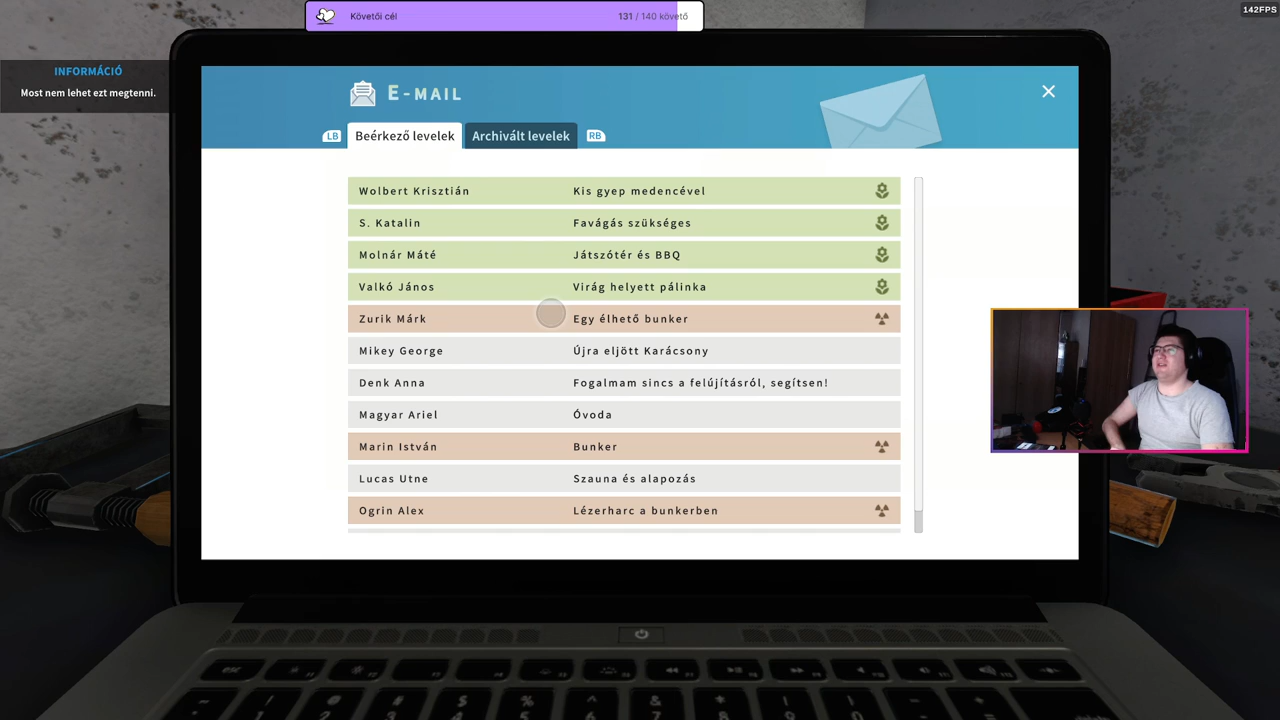 Követői cél
131 / 140 követő
142FPS
INFORMÁCIÓ
Most nem lehet ezt megtenni.
E-MAIL
LB
Beérkező levelek
Archivált levelek
RB
Wolbert Krisztián
Kis gyep medencével
S. Katalin
Favágás szükséges
Molnár Máté
Játszótér és BBQ
Valkó János
Virág helyett pálinka
Zurik Márk
Egy élhető bunker
Mikey George
Újra eljött Karácsony
Denk Anna
Fogalmam sincs a felújításról, segítsen!
Magyar Ariel
Óvoda
Marin István
Bunker
Lucas Utne
Szauna és alapozás
Ogrin Alex
Lézerharc a bunkerben
esc